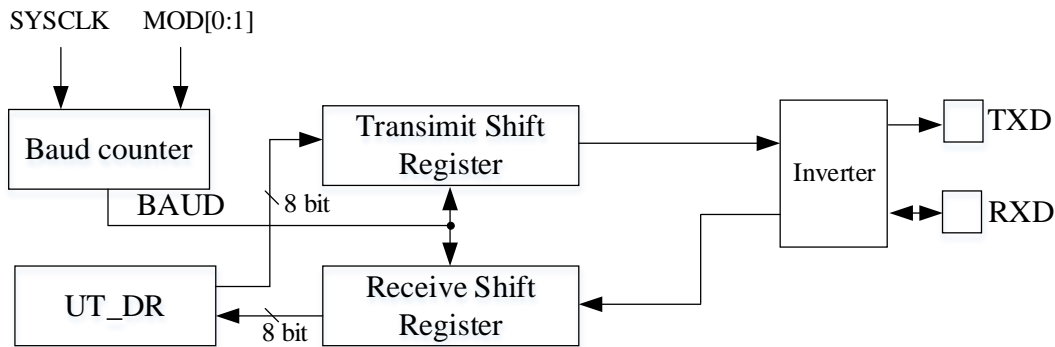 SYSCLK MOD[0:1]
Baud counter
Transimit Shift
Register
Inverter
TXD
BAUD
8 bit
RXD
UT_DR
Receive Shift
Register
8 bit